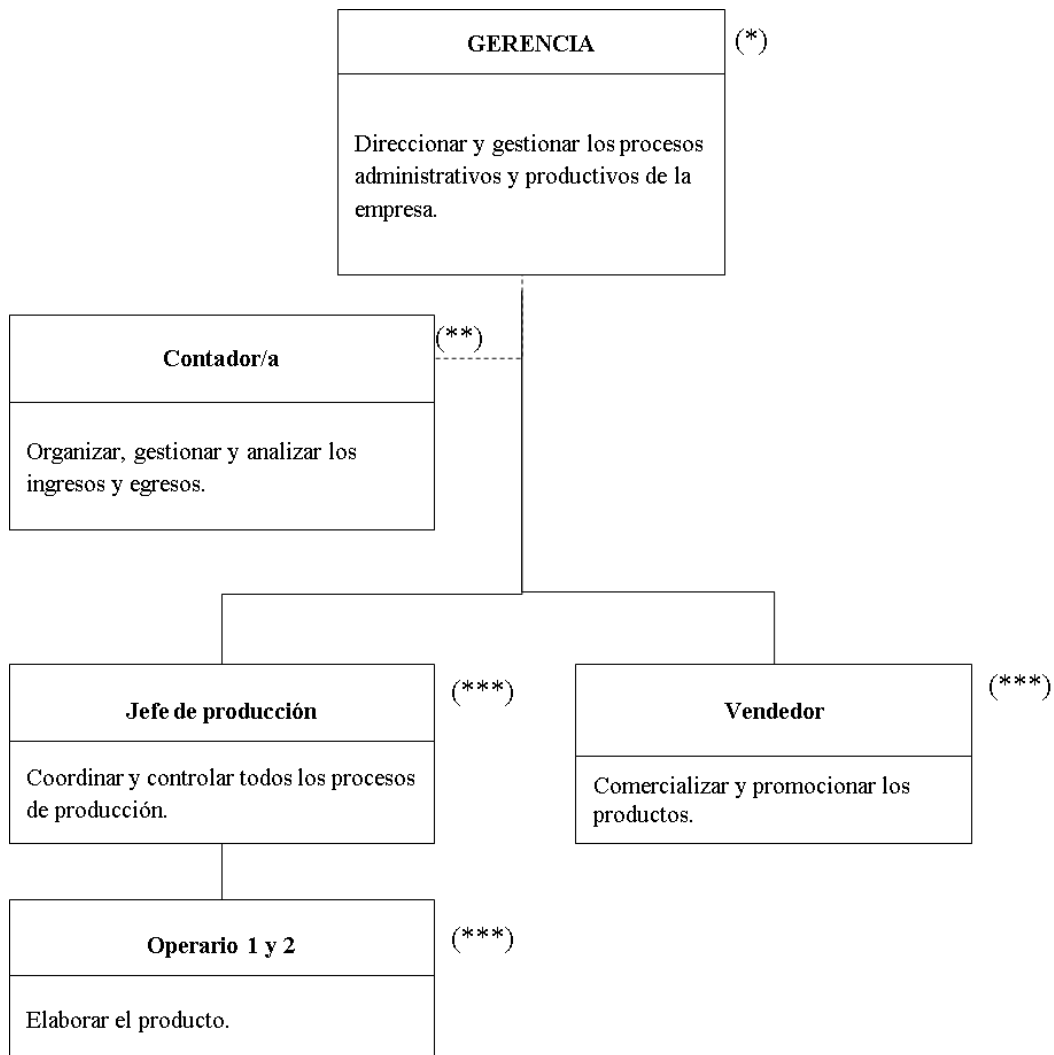 GERENCIA
(*)
Direccionar y gestionar los procesos
administrativos y productivos de la
empresa.
(**)
Contador/a
Organizar, gestionar y analizar los
ingresos y egresos.
Jefe de producción
(***)
Coordinar y controlar todos los procesos
de producción.
Vendedor
(***)
Comercializar y promocionar los
productos.
Operario 1 y 2
(***)
Elaborar el producto.